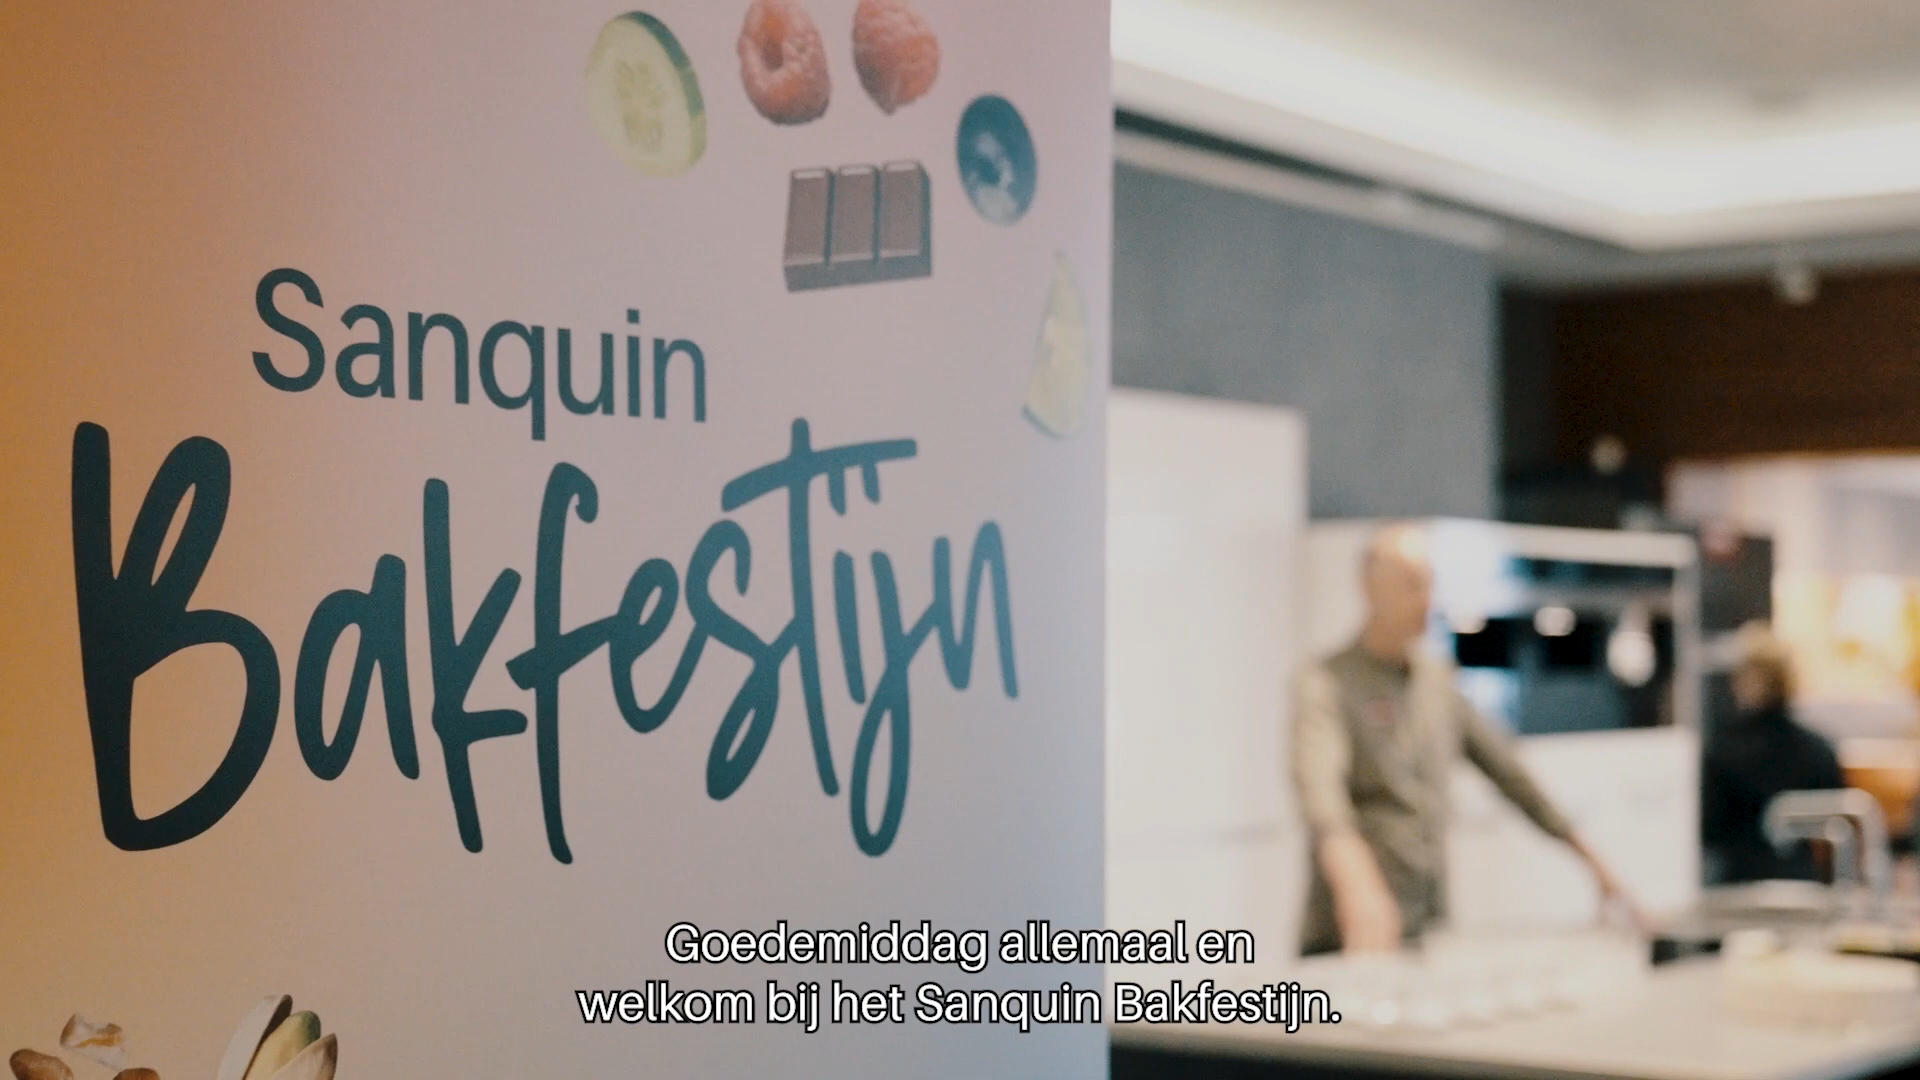 Sanquin
Bakfestijn
Goedemiddag allemaal en
welkom bij het Sanquin Bakfestijn.